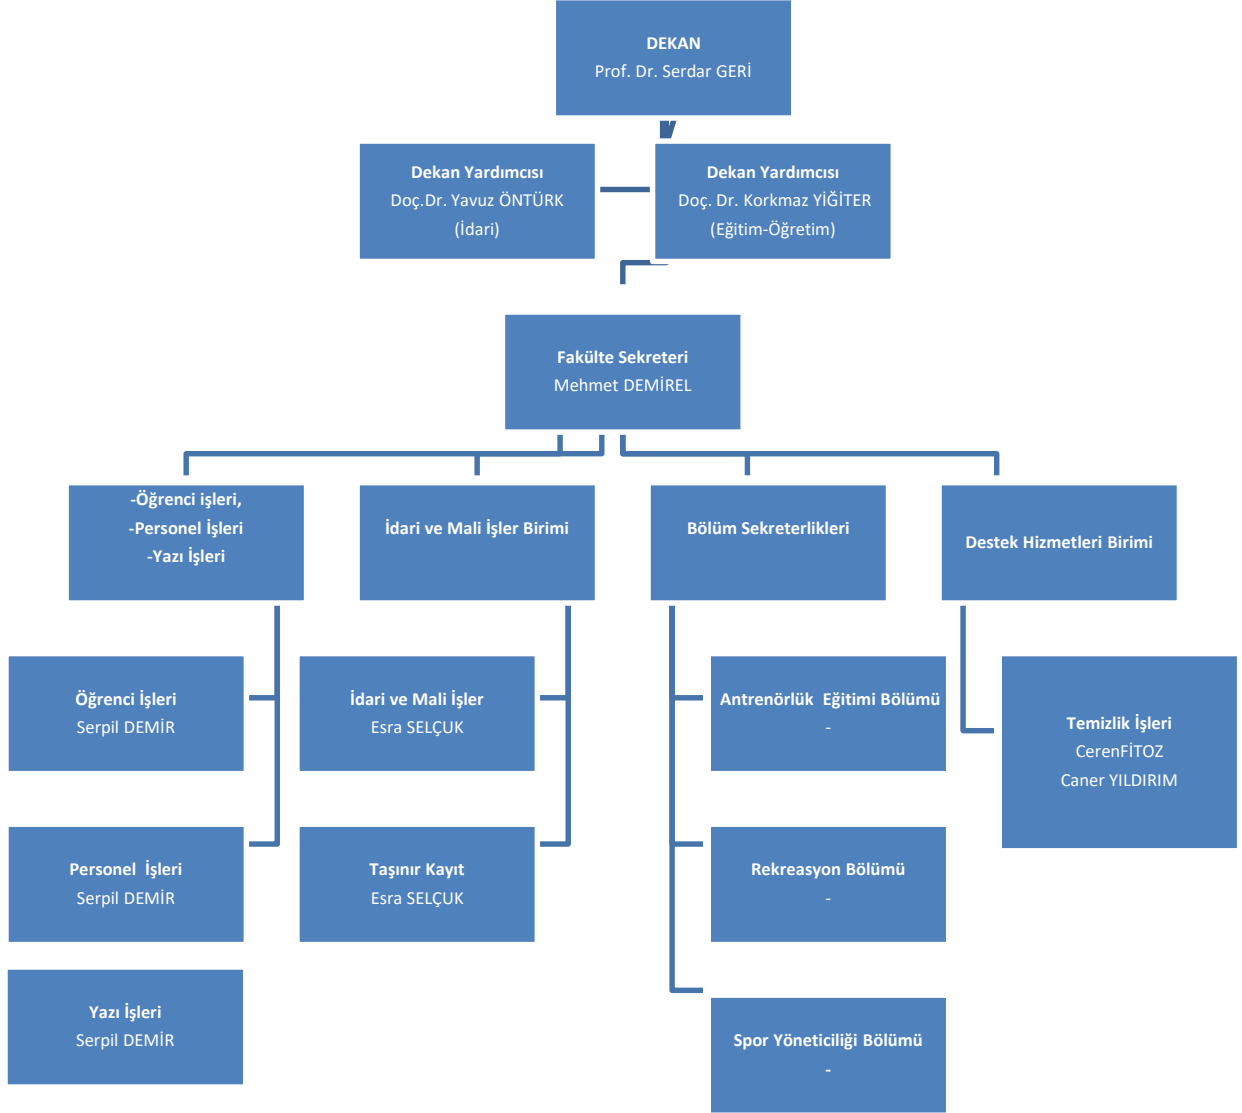 DEKAN
Prof. Dr. Serdar GERİ
Dekan Yardımcısı
Doç.Dr. Yavuz ÖNTÜRK
(İdari)
Dekan Yardımcısı
Doç. Dr. Korkmaz YİĞİTER
(Eğitim-Öğretim)
Fakülte Sekreteri
Mehmet DEMİREL
-Öğrenci işleri,
-Personel İşleri
-Yazı İşleri
İdari ve Mali İşler Birimi
Bölüm Sekreterlikleri
Destek Hizmetleri Birimi
Öğrenci İşleri
Serpil DEMİR
İdari ve Mali İşler
Esra SELÇUK
Antrenörlük  Eğitimi Bölümü
-
Temizlik İşleri
CerenFİTOZ
Caner YILDIRIM
Personel  İşleri
Serpil DEMİR
Taşınır Kayıt
Esra SELÇUK
Rekreasyon Bölümü
-
Yazı İşleri
Serpil DEMİR
Spor Yöneticiliği Bölümü
-